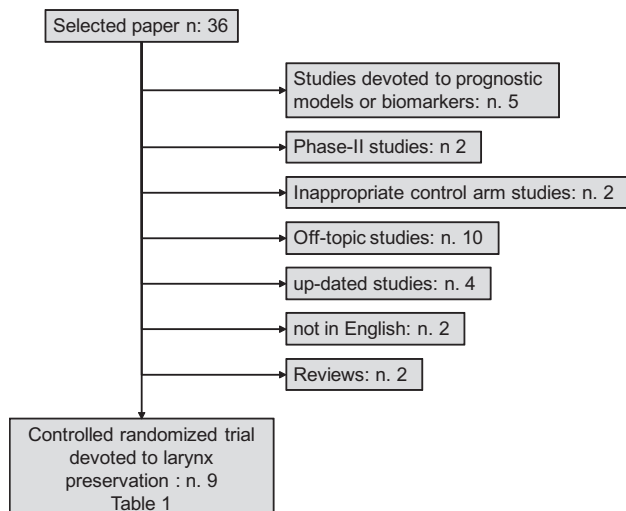 Selected paper n: 36
Studies devoted to prognostic
models or biomarkers: n. 5
Phase-II studies: n 2
Inappropriate control arm studies: n. 2
Off-topic studies: n. 10
up-dated studies: n. 4
not in English: n. 2
Reviews: n. 2
Controlled randomized trial
devoted to larynx
preservation : n. 9
Table 1